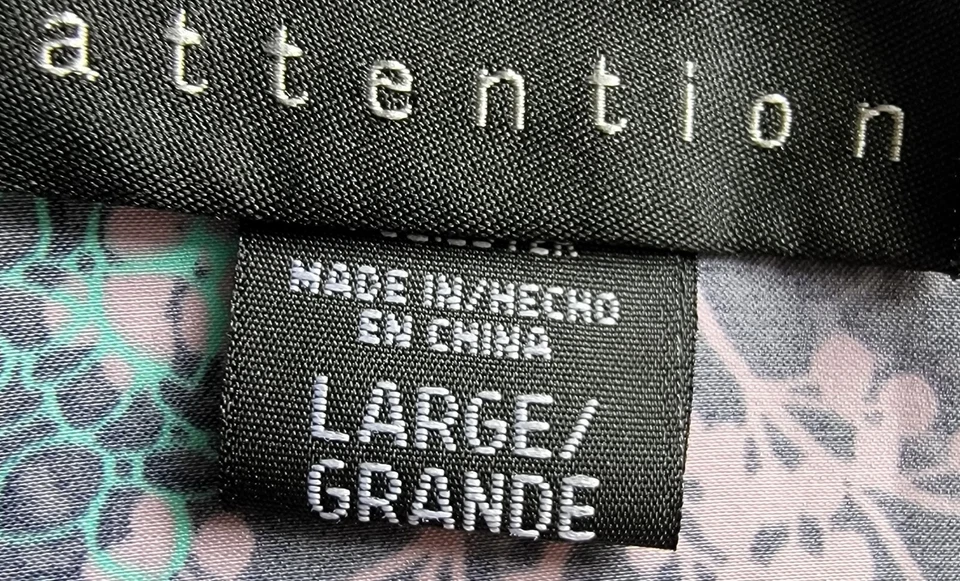 attention
MADE IN/HECHO
EN CHINA
LARGE/
GRANDE